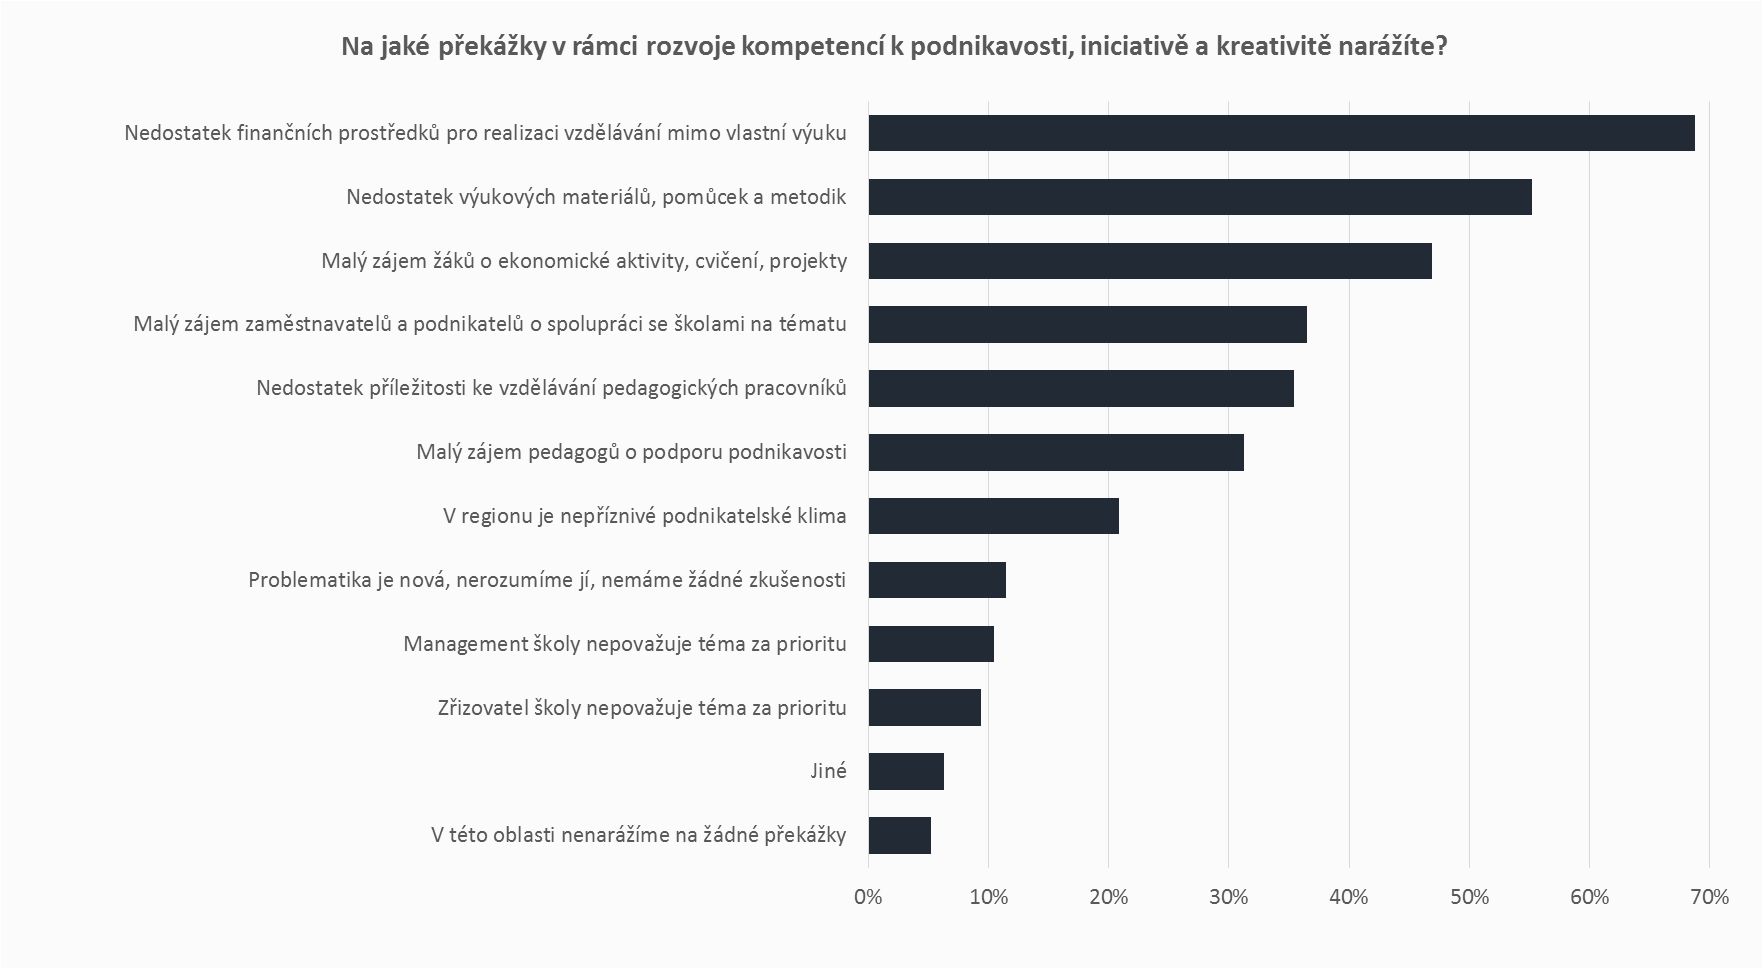 Na jaké překážky v rámci rozvoje kompetencí k podnikavosti, iniciativě a kreativitě narážíte?
Nedostatek finančních prostředků pro realizaci vzdělávání mimo vlastní výuku
Nedostatek výukových materiálů, pomůcek a metodik
Malý zájem žáků o ekonomické aktivity, cvičení, projekty
Malý zájem zaměstnavatelů a podnikatelů o spolupráci se školami na tématu
Nedostatek příležitosti ke vzdělávání pedagogických pracovníků
Malý zájem pedagogů o podporu podnikavosti
V regionu je nepříznivé podnikatelské klima
Problematika je nová, nerozumíme jí, nemáme žádné zkušenosti
Management školy nepovažuje téma za prioritu
Zřizovatel školy nepovažuje téma za prioritu
Jiné
V této oblasti nenarážíme na žádné překážky
0% 10% 20% 30% 40% 50% 60% 70%